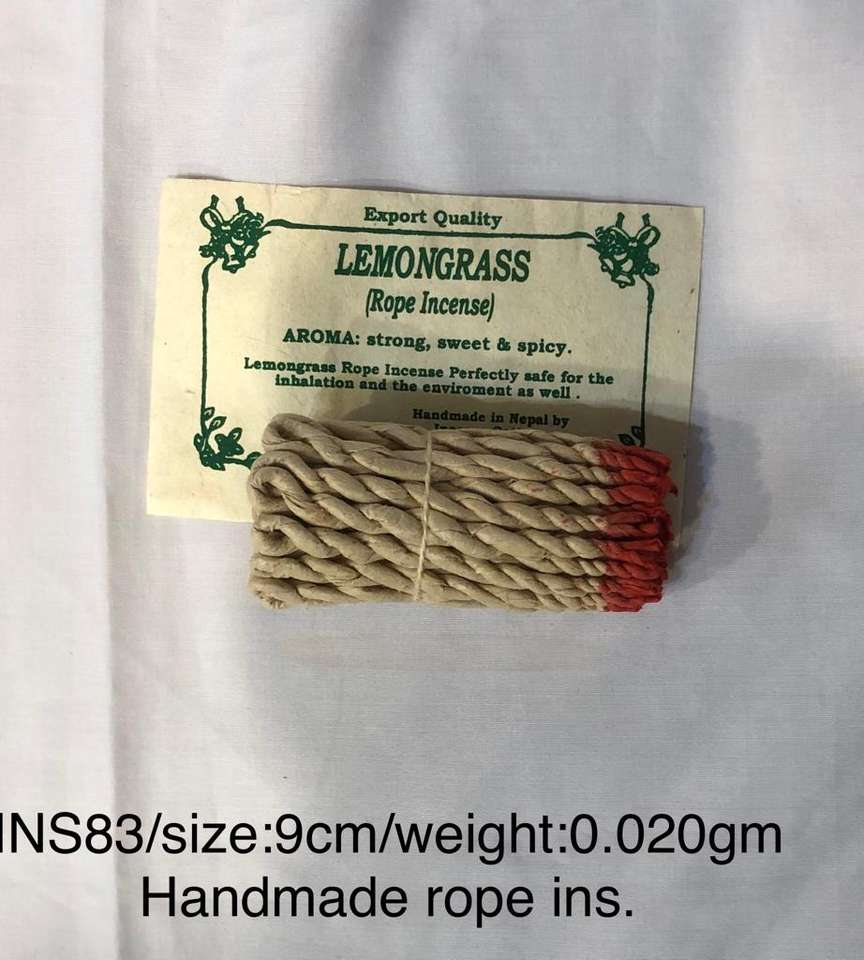 Export Quality
LEMONGRASS
(Rope Incense)
AROMA: strong, sweet & spicy.
Lemongrass Rope Incense Perfectly safe for the
inhalation and the enviroment as well .
Handmade in Nepal by
INS83/size:9cm/weight:0.020gm
Handmade rope ins.